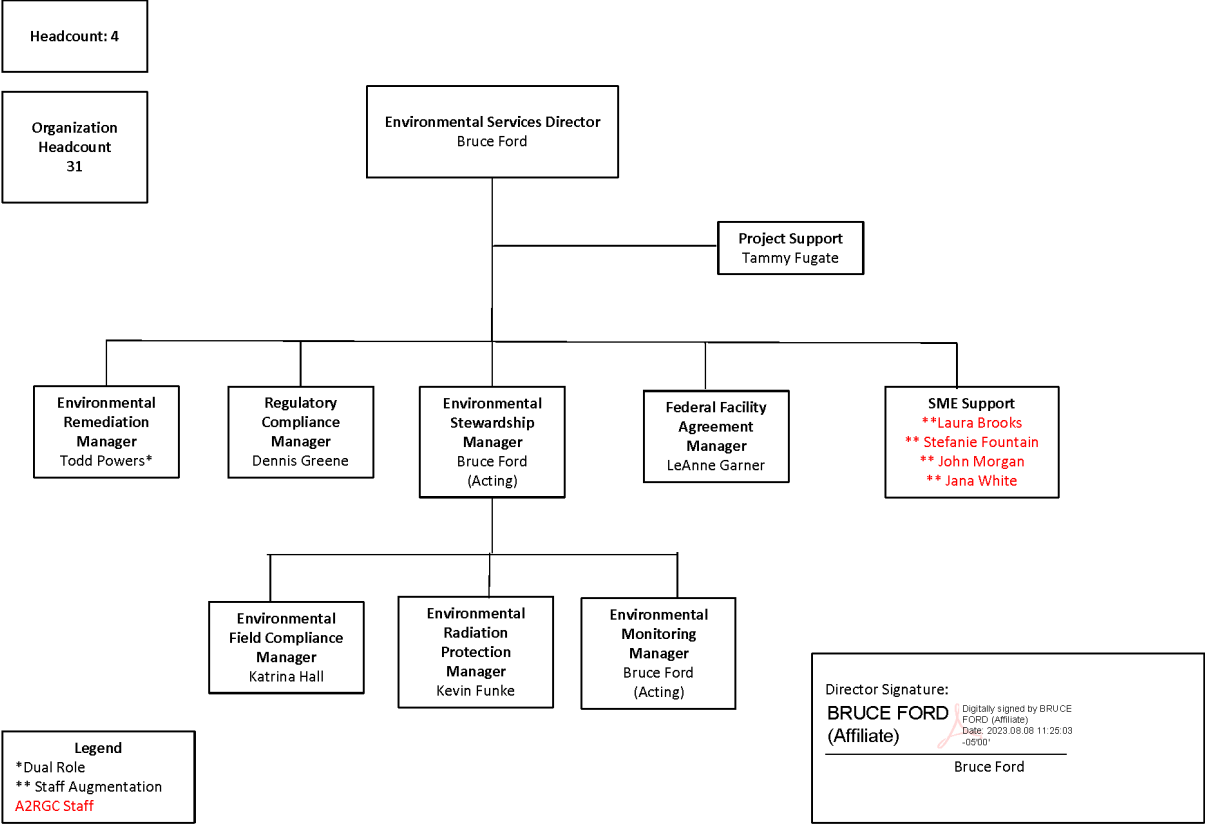 Headcount: 4
Organization
Headcount
31
Environmental Services Director
Bruce Ford
Project Support
Tammy Fugate
Environmental
Remediation
Manager
Todd Powers*
Regulatory
Compliance
Manager
Dennis Greene
Environmental
Stewardship
Manager
Bruce Ford
(Acting)
Federal Facility
Agreement
Manager
LeAnne Garner
SME Support
**Laura Brooks
** Stefanie Fountain
** John Morgan
** Jana White
Environmental
Field Compliance
Manager
Katrina Hall
Environmental
Radiation
Protection
Manager
Kevin Funke
Environmental
Monitoring
Manager
Bruce Ford
(Acting)
Legend
*Dual Role
** Staff Augmentation
A2RGC Staff
Director Signature:
BRUCE FORD
(Affiliate)
Digitally signed by BRUCE
FORD (Affiliate)
Date: 2023.08.08 11:25:03
-05'00'
Bruce Ford